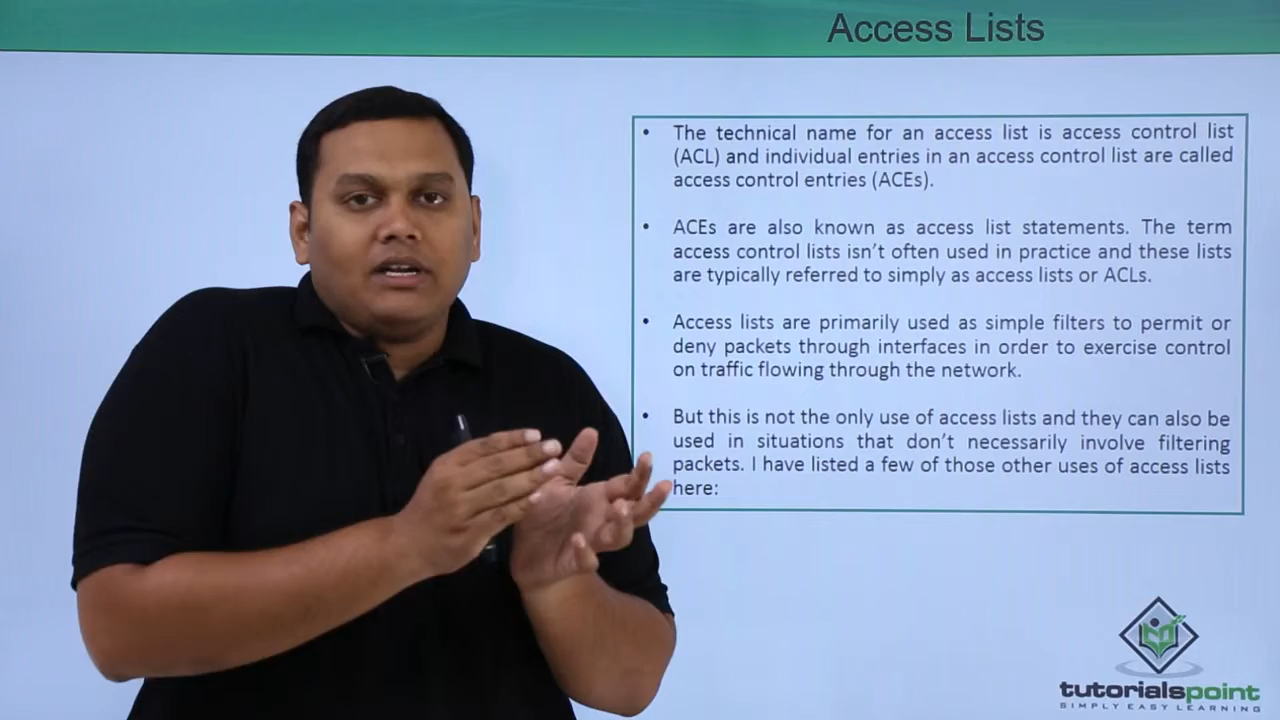 Access Lists
• The technical name for an access list is access control list
(ACL) and individual entries in an access control list are called
access control entries (ACEs).
• ACEs are also known as access list statements. The term
access control lists isn't often used in practice and these lists
are typically referred to simply as access lists or ACLs.
• Access lists are primarily used as simple filters to permit or
deny packets through interfaces in order to exercise control
on traffic flowing through the network.
• But this is not the only use of access lists and they can also be
used in situations that don't necessarily involve filtering
packets. I have listed a few of those other uses of access lists
here:
tutorialspoint
SIMPLY EASY LEARNING